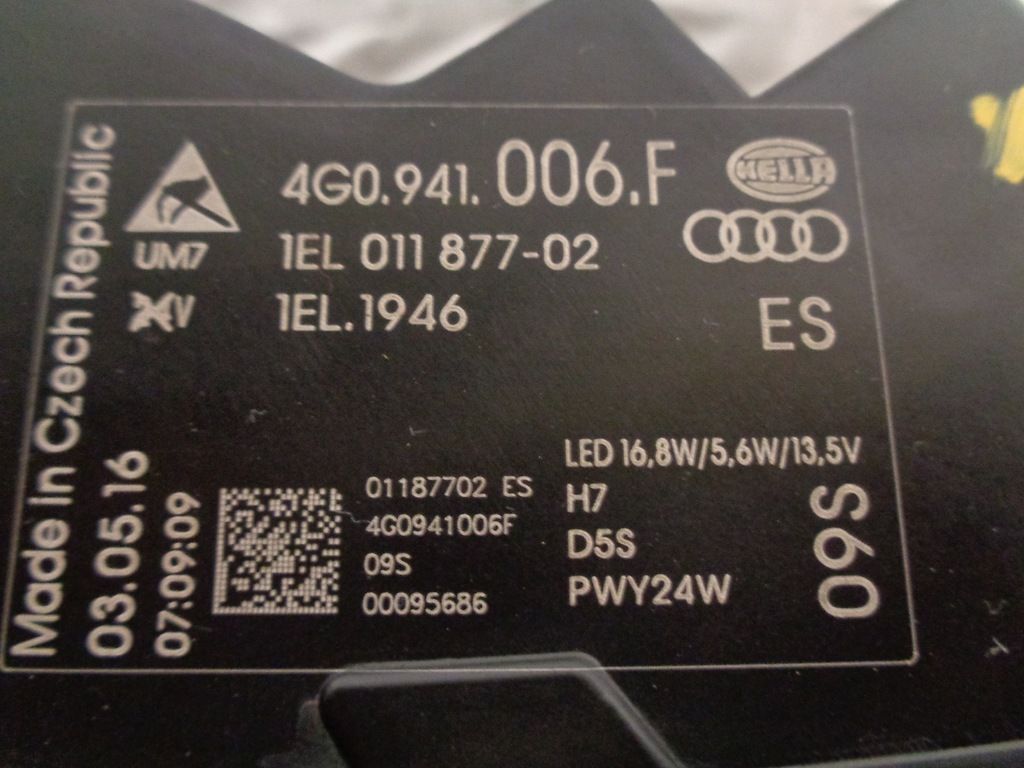 Made in Czech Republic
03.05.16
07:09:09
4G0.941. 006.F
HELLA
UM7
1EL 011 877-02
24V
1EL.1946
ES
LED 16,8W/5,6W/13,5V
H7
D5S
PWY24W
09S
01187702 ES
4G0941006F
09S
00095686